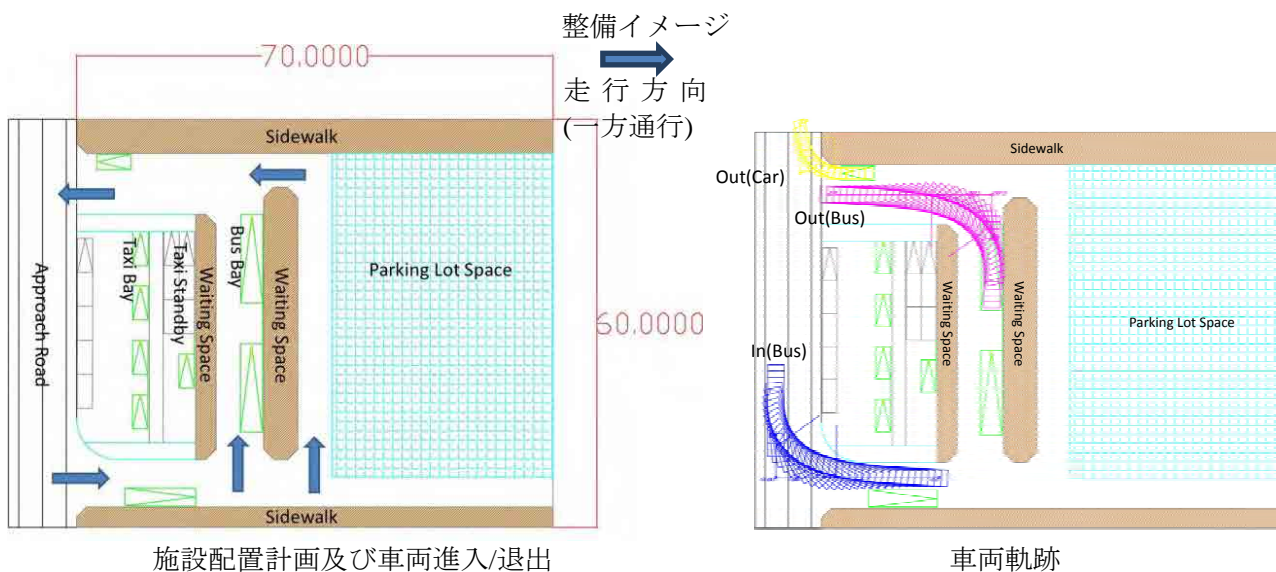 整備イメージ
70.0000
走行方向
(一方通行)
Sidewalk
Approach Road
Taxi Bay
Taxi Standby
Waiting Space
Bus Bay
Waiting Space
Parking Lot Space
60.0000
Sidewalk
施設配置計画及び車両進入/退出
Sidewalk
Out(Car)
Out(Bus)
In(Bus)
Waiting Space
Waiting Space
Parking Lot Space
車両軌跡